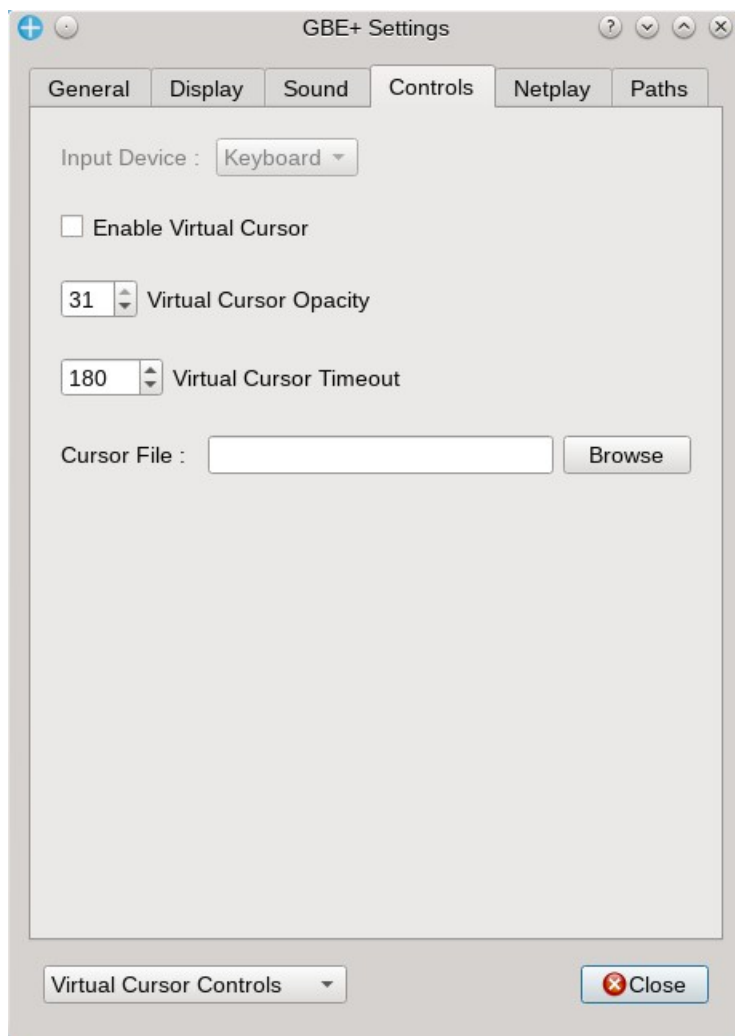 GBE+ Settings
General Display Sound Controls Netplay Paths
Input Device : Keyboard
Enable Virtual Cursor
31 Virtual Cursor Opacity
180 Virtual Cursor Timeout
Cursor File : Browse
Virtual Cursor Controls Close